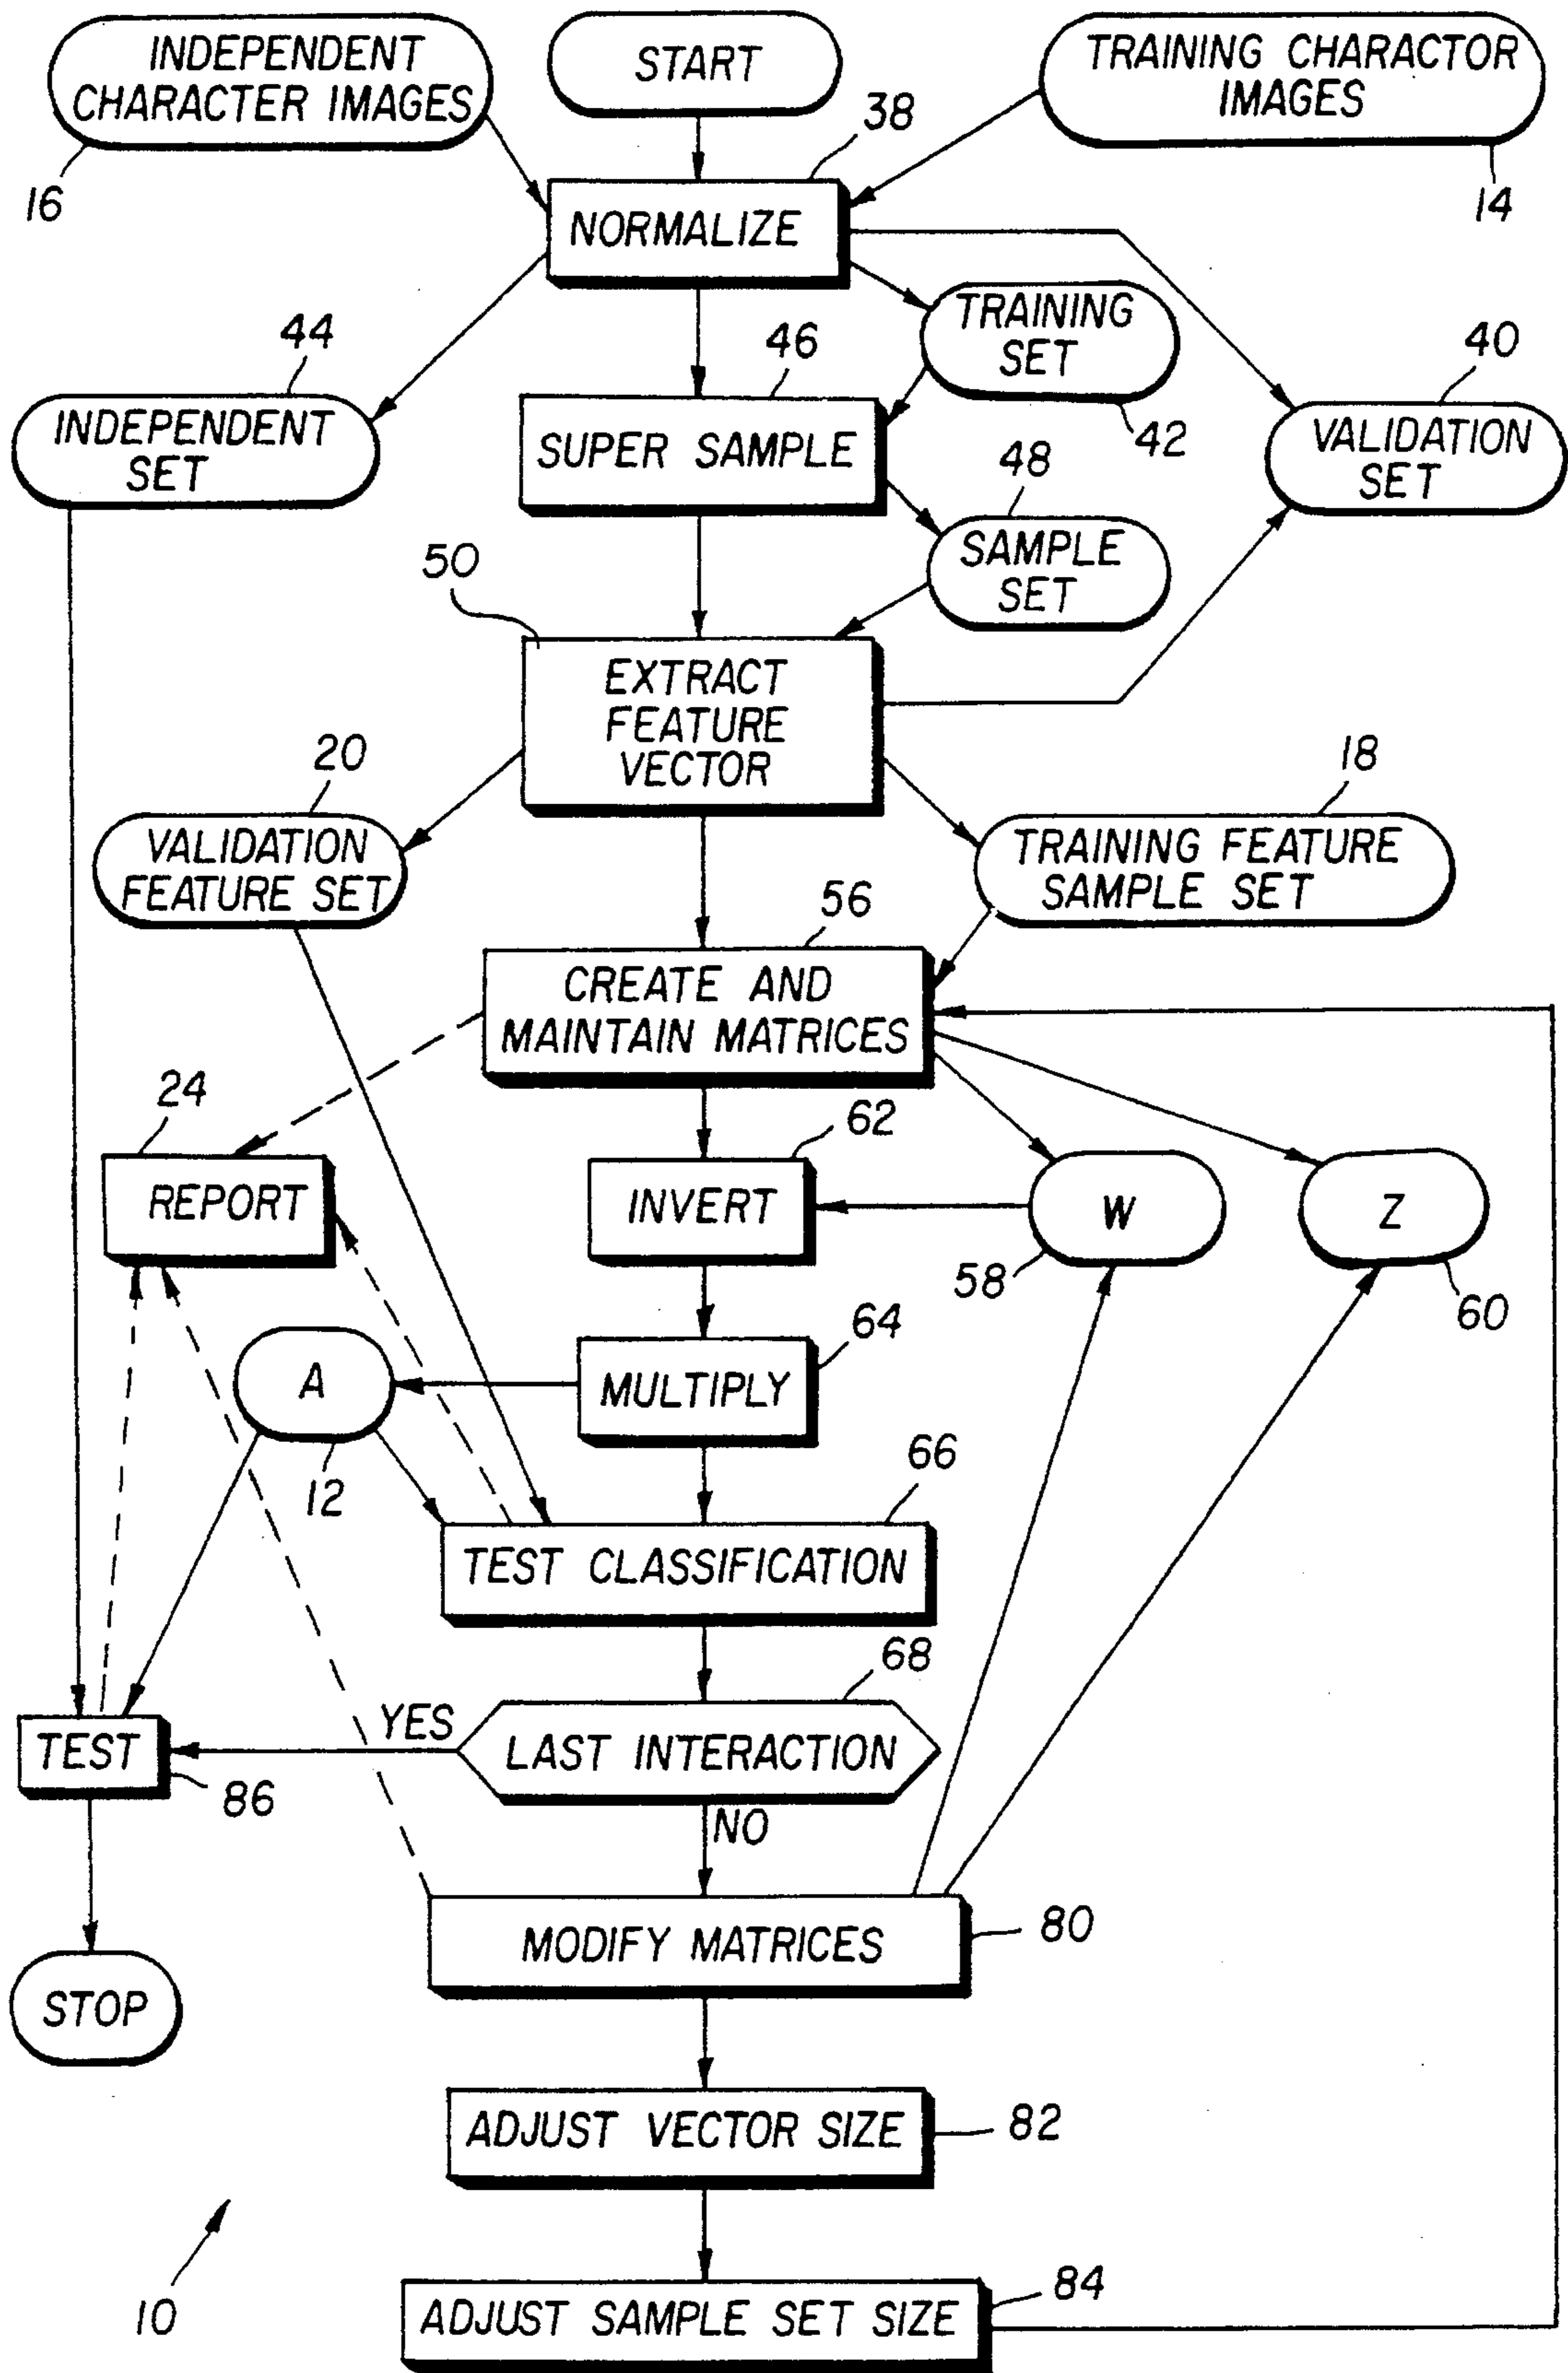 INDEPENDENT
CHARACTER IMAGES
16
START
TRAINING CHARACTOR
IMAGES
14
38
NORMALIZE
TRAINING
SET
42
44
INDEPENDENT
SET
46
SUPER SAMPLE
40
VALIDATION
SET
48
SAMPLE
SET
50
EXTRACT
FEATURE
VECTOR
20
VALIDATION
FEATURE SET
18
TRAINING FEATURE
SAMPLE SET
56
CREATE AND
MAINTAIN MATRICES
24
REPORT
62
INVERT
W
58
Z
60
64
MULTIPLY
A
12
66
TEST CLASSIFICATION
68
LAST INTERACTION
YES
NO
TEST
86
STOP
MODIFY MATRICES
80
ADJUST VECTOR SIZE
82
10
ADJUST SAMPLE SET SIZE
84